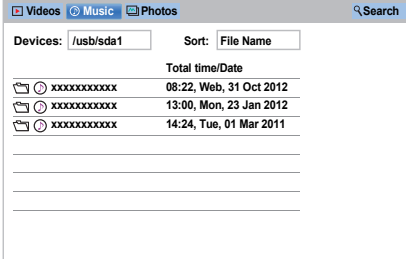 Videos Music Photos Search
Devices: /usb/sda1 Sort: File Name
Total time/Date
xxxxxxxxxxx 08:22, Web, 31 Oct 2012
xxxxxxxxxxx 13:00, Mon, 23 Jan 2012
xxxxxxxxxxx 14:24, Tue, 01 Mar 2011